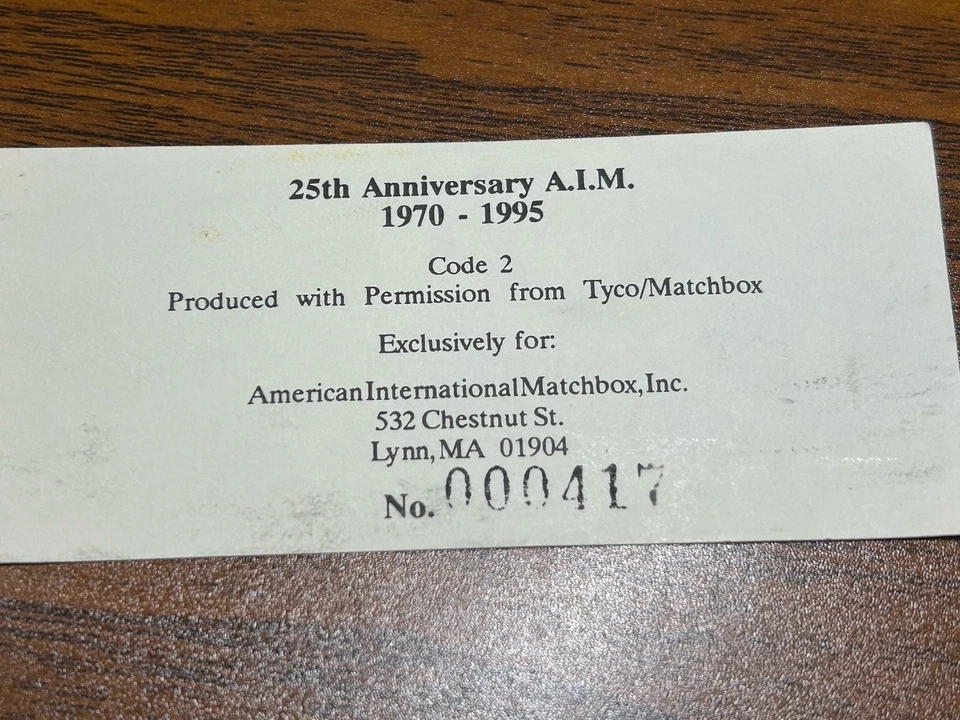 25th Anniversary A.I.M.
1970 - 1995
Code 2
Produced with Permission from Tyco/Matchbox
Exclusively for:
AmericanInternationalMatchbox,Inc.
532 Chestnut St.
Lynn,MA 01904
No. 000417